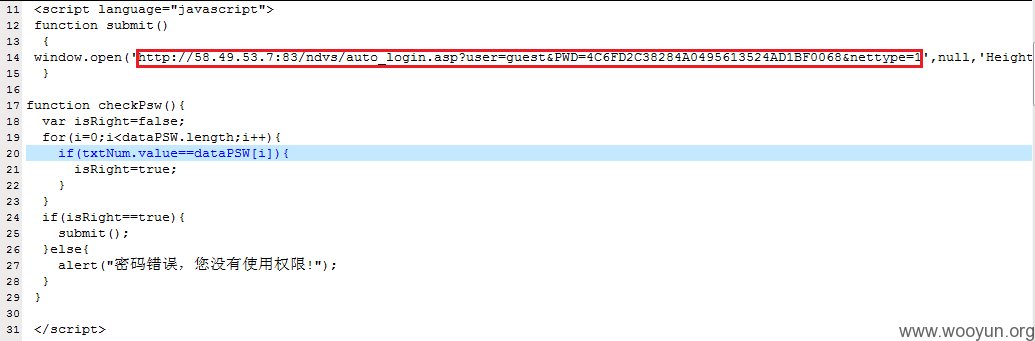 11 <script language="javascript">
12 function submit()
13 {
14 window.open('http://58.49.53.7:83/ndvs/auto_login.asp?user=guest&PWD=4C6FD2C38284A0495613524AD1BF0068&nettype=1',null,'Height
15 }
16
17 function checkPsw(){
18 var isRight=false;
19 for(i=0;i<dataPSW.length;i++){
20 if(txtNum.value==dataPSW[i]){
21 isRight=true;
22 }
23 }
24 if(isRight==true){
25 submit();
26 }else{
27 alert("密码错误，您没有使用权限!");
28 }
29 }
30
31 </script>
www.wooyun.org